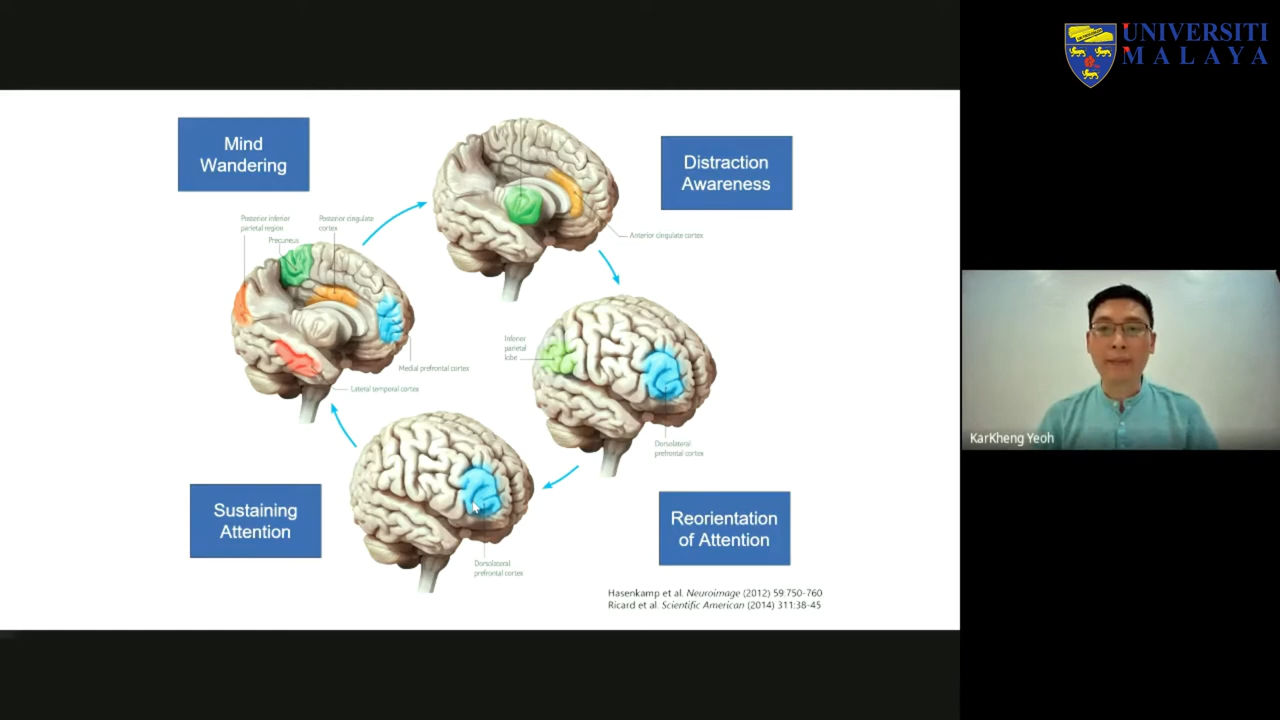 UNIVERSITI
MALAYA
Mind
Wandering
Distraction
Awareness
Posterior inferior
parietal region
Precuneus
Posterior cingulate
cortex
Anterior cingulate cortex
Inferior
parietal
lobe
Medial prefrontal cortex
Lateral temporal cortex
Dorsolateral
prefrontal cortex
KarKheng Yeoh
Sustaining
Attention
Reorientation
of Attention
Dorsolateral
prefrontal cortex
Hasenkamp et al. Neuroimage (2012) 59:750-760
Ricard et al. Scientific American (2014) 311:38-45